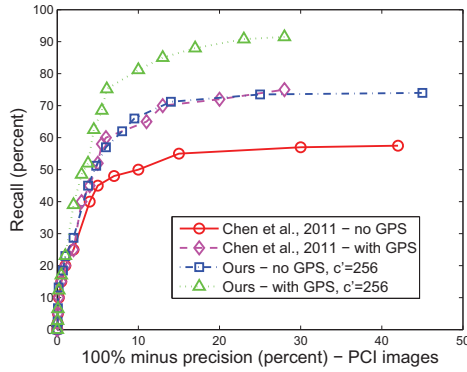 100
90
80
70
60
50
40
30
20
10
0
Recall (percent)
Chen et al., 2011 – no GPS
Chen et al., 2011 – with GPS
Ours – no GPS, c'=256
Ours – with GPS, c'=256
0 10 20 30 40 50
100% minus precision (percent) – PCI images